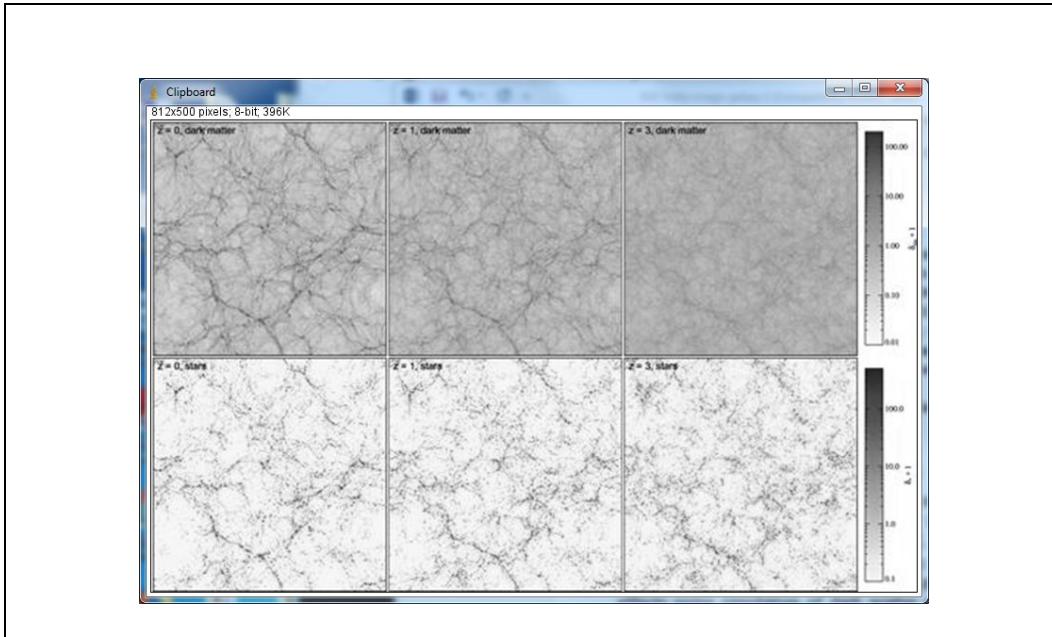 Clipboard
812x500 pixels; 8-bit; 396K
z = 0, dark matter
z = 1, dark matter
z = 3, dark matter
100.00
10.00
1.00
0.10
0.01
z = 0, stars
z = 1, stars
z = 3, stars
100.0
10.0
1.0
0.1